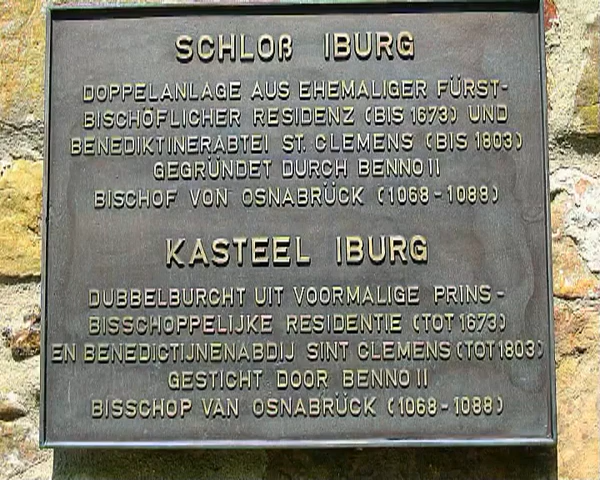 SCHLOß IBURG
DOPPELANLAGE AUS EHEMALIGER FÜRST-
BISCHÖFLICHER RESIDENZ (BIS 1673) UND
BENEDIKTINERABTEI ST. CLEMENS (BIS 1803)
GEGRÜNDET DURCH BENNO II
BISCHOF VON OSNABRÜCK (1068-1088)
KASTEEL IBURG
DUBBELBURCHT UIT VOORMALIGE PRINS-
BISSCHOPPELIJKE RESIDENTIE (TOT 1673)
EN BENEDICTIJNENABDIJ SINT CLEMENS (TOT 1803)
GESTICHT DOOR BENNO II
BISSCHOP VAN OSNABRÜCK (1068-1088)